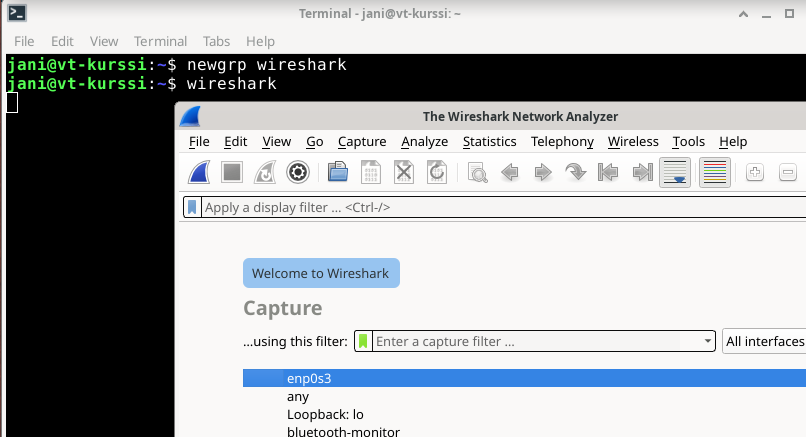 Terminal - jani@vt-kurssi: ~
File Edit View Terminal Tabs Help
jani@vt-kurssi:~$ newgrp wireshark
jani@vt-kurssi:~$ wireshark
The Wireshark Network Analyzer
File Edit View Go Capture Analyze Statistics Telephony Wireless Tools Help
Apply a display filter ... <Ctrl-/>
Welcome to Wireshark
Capture
...using this filter: Enter a capture filter ... All interfaces
enp0s3
any
Loopback: lo
bluetooth-monitor